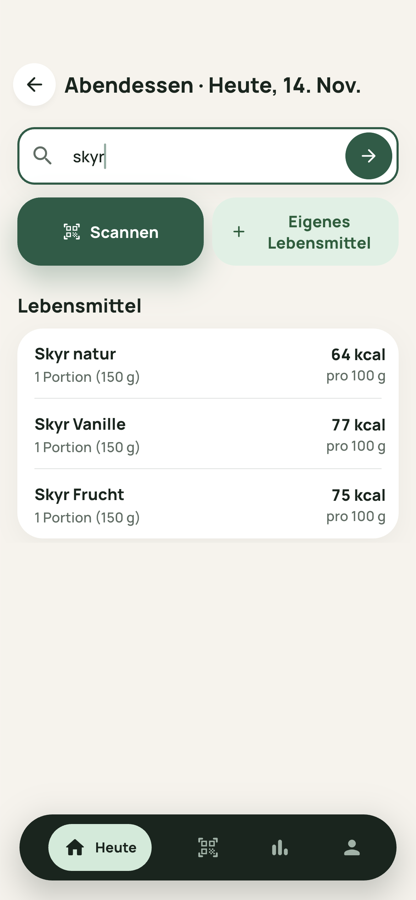 Abendessen · Heute, 14. Nov.
skyr
Scannen
Eigenes
Lebensmittel
Lebensmittel
Skyr natur
64 kcal
1 Portion (150 g)
pro 100 g
Skyr Vanille
77 kcal
1 Portion (150 g)
pro 100 g
Skyr Frucht
75 kcal
1 Portion (150 g)
pro 100 g
Heute